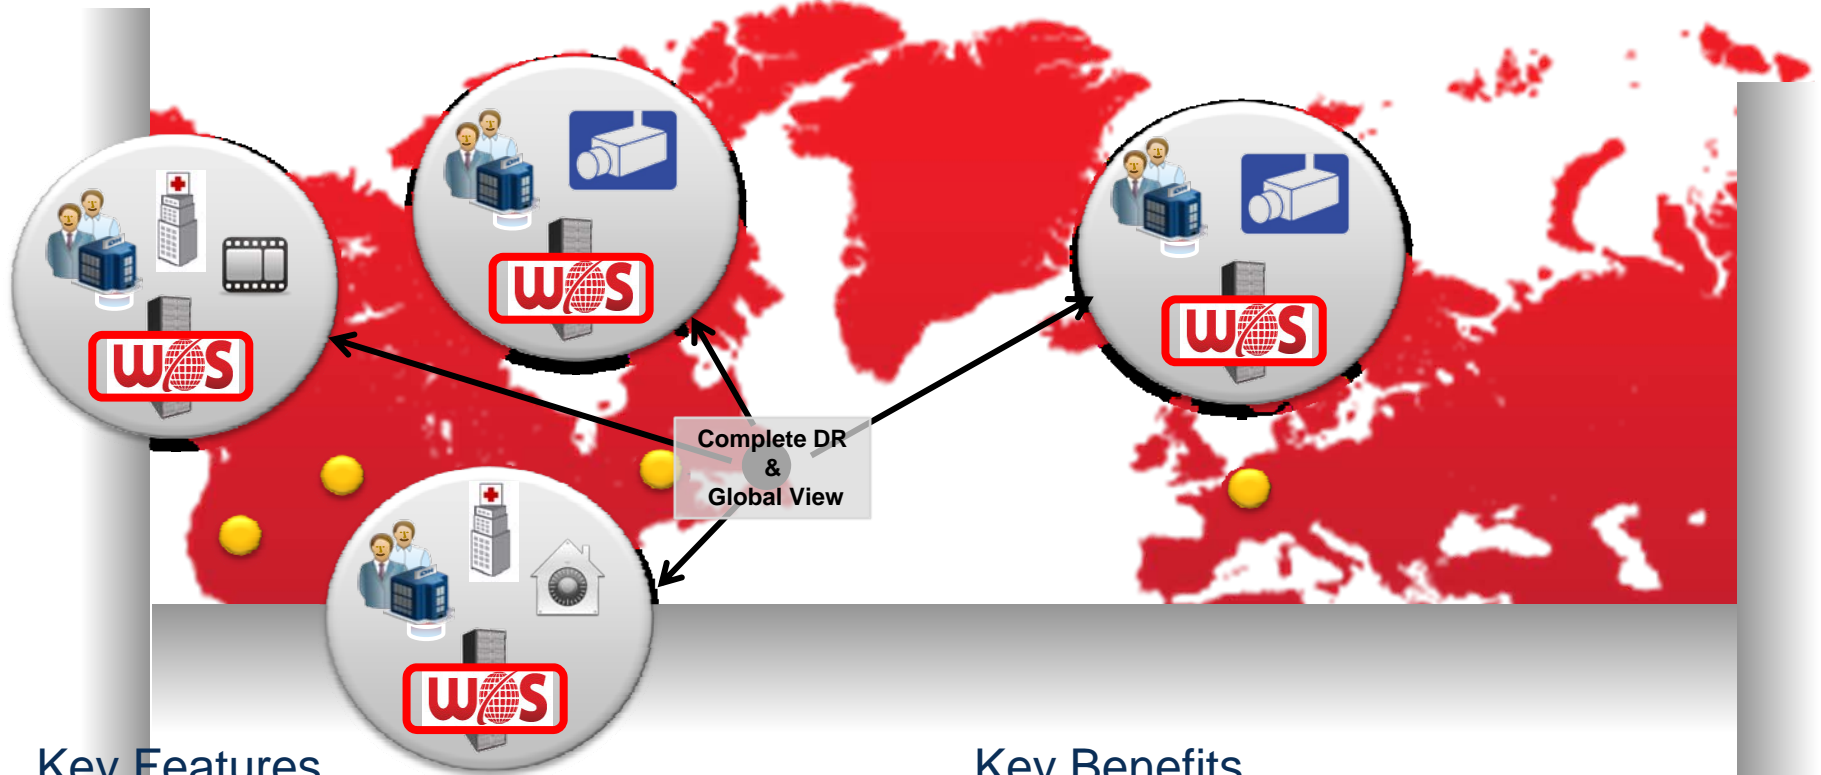 WOS
WOS
WOS
Complete DR
&
Global View
WOS
Key Features
Key Benefits